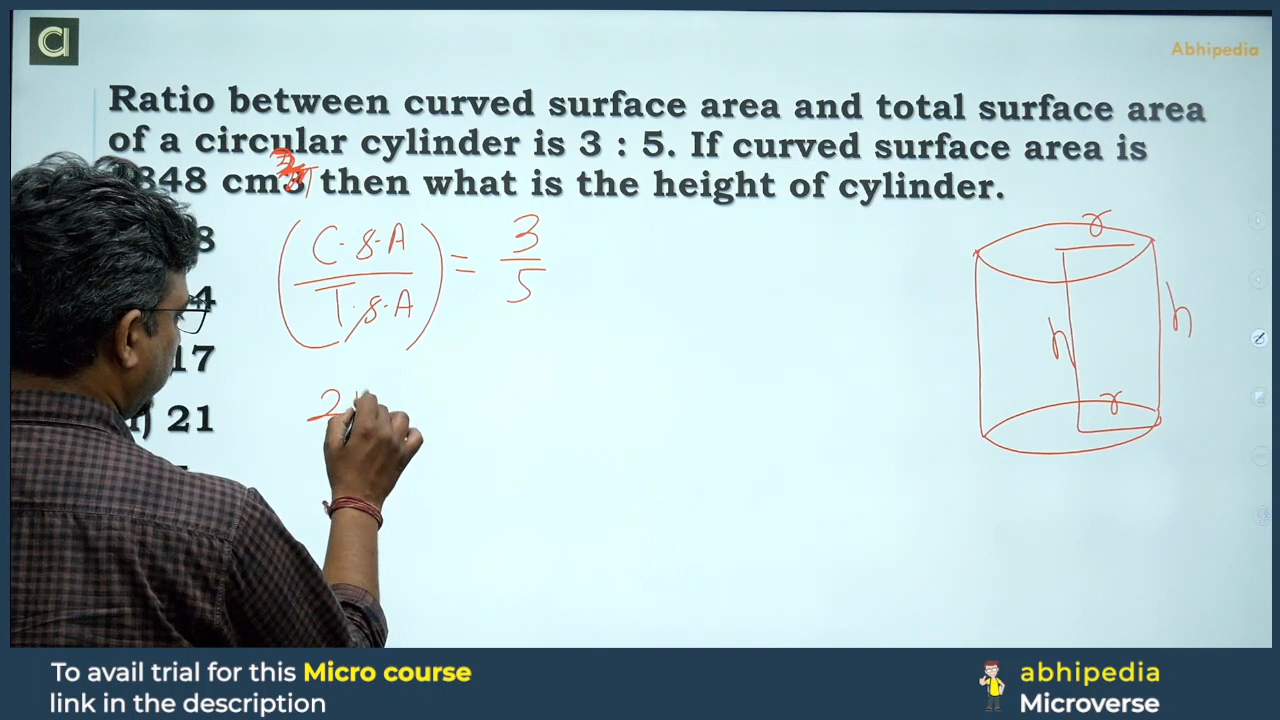 Abhipedia
Ratio between curved surface area and total surface area
of a circular cylinder is 3 : 5. If curved surface area is
848 cm² then what is the height of cylinder.
8
4
17
) 21
(C.S.A / T.S.A) = 3/5
2
r
h
h
r
To avail trial for this Micro course
link in the description
abhipedia
Microverse